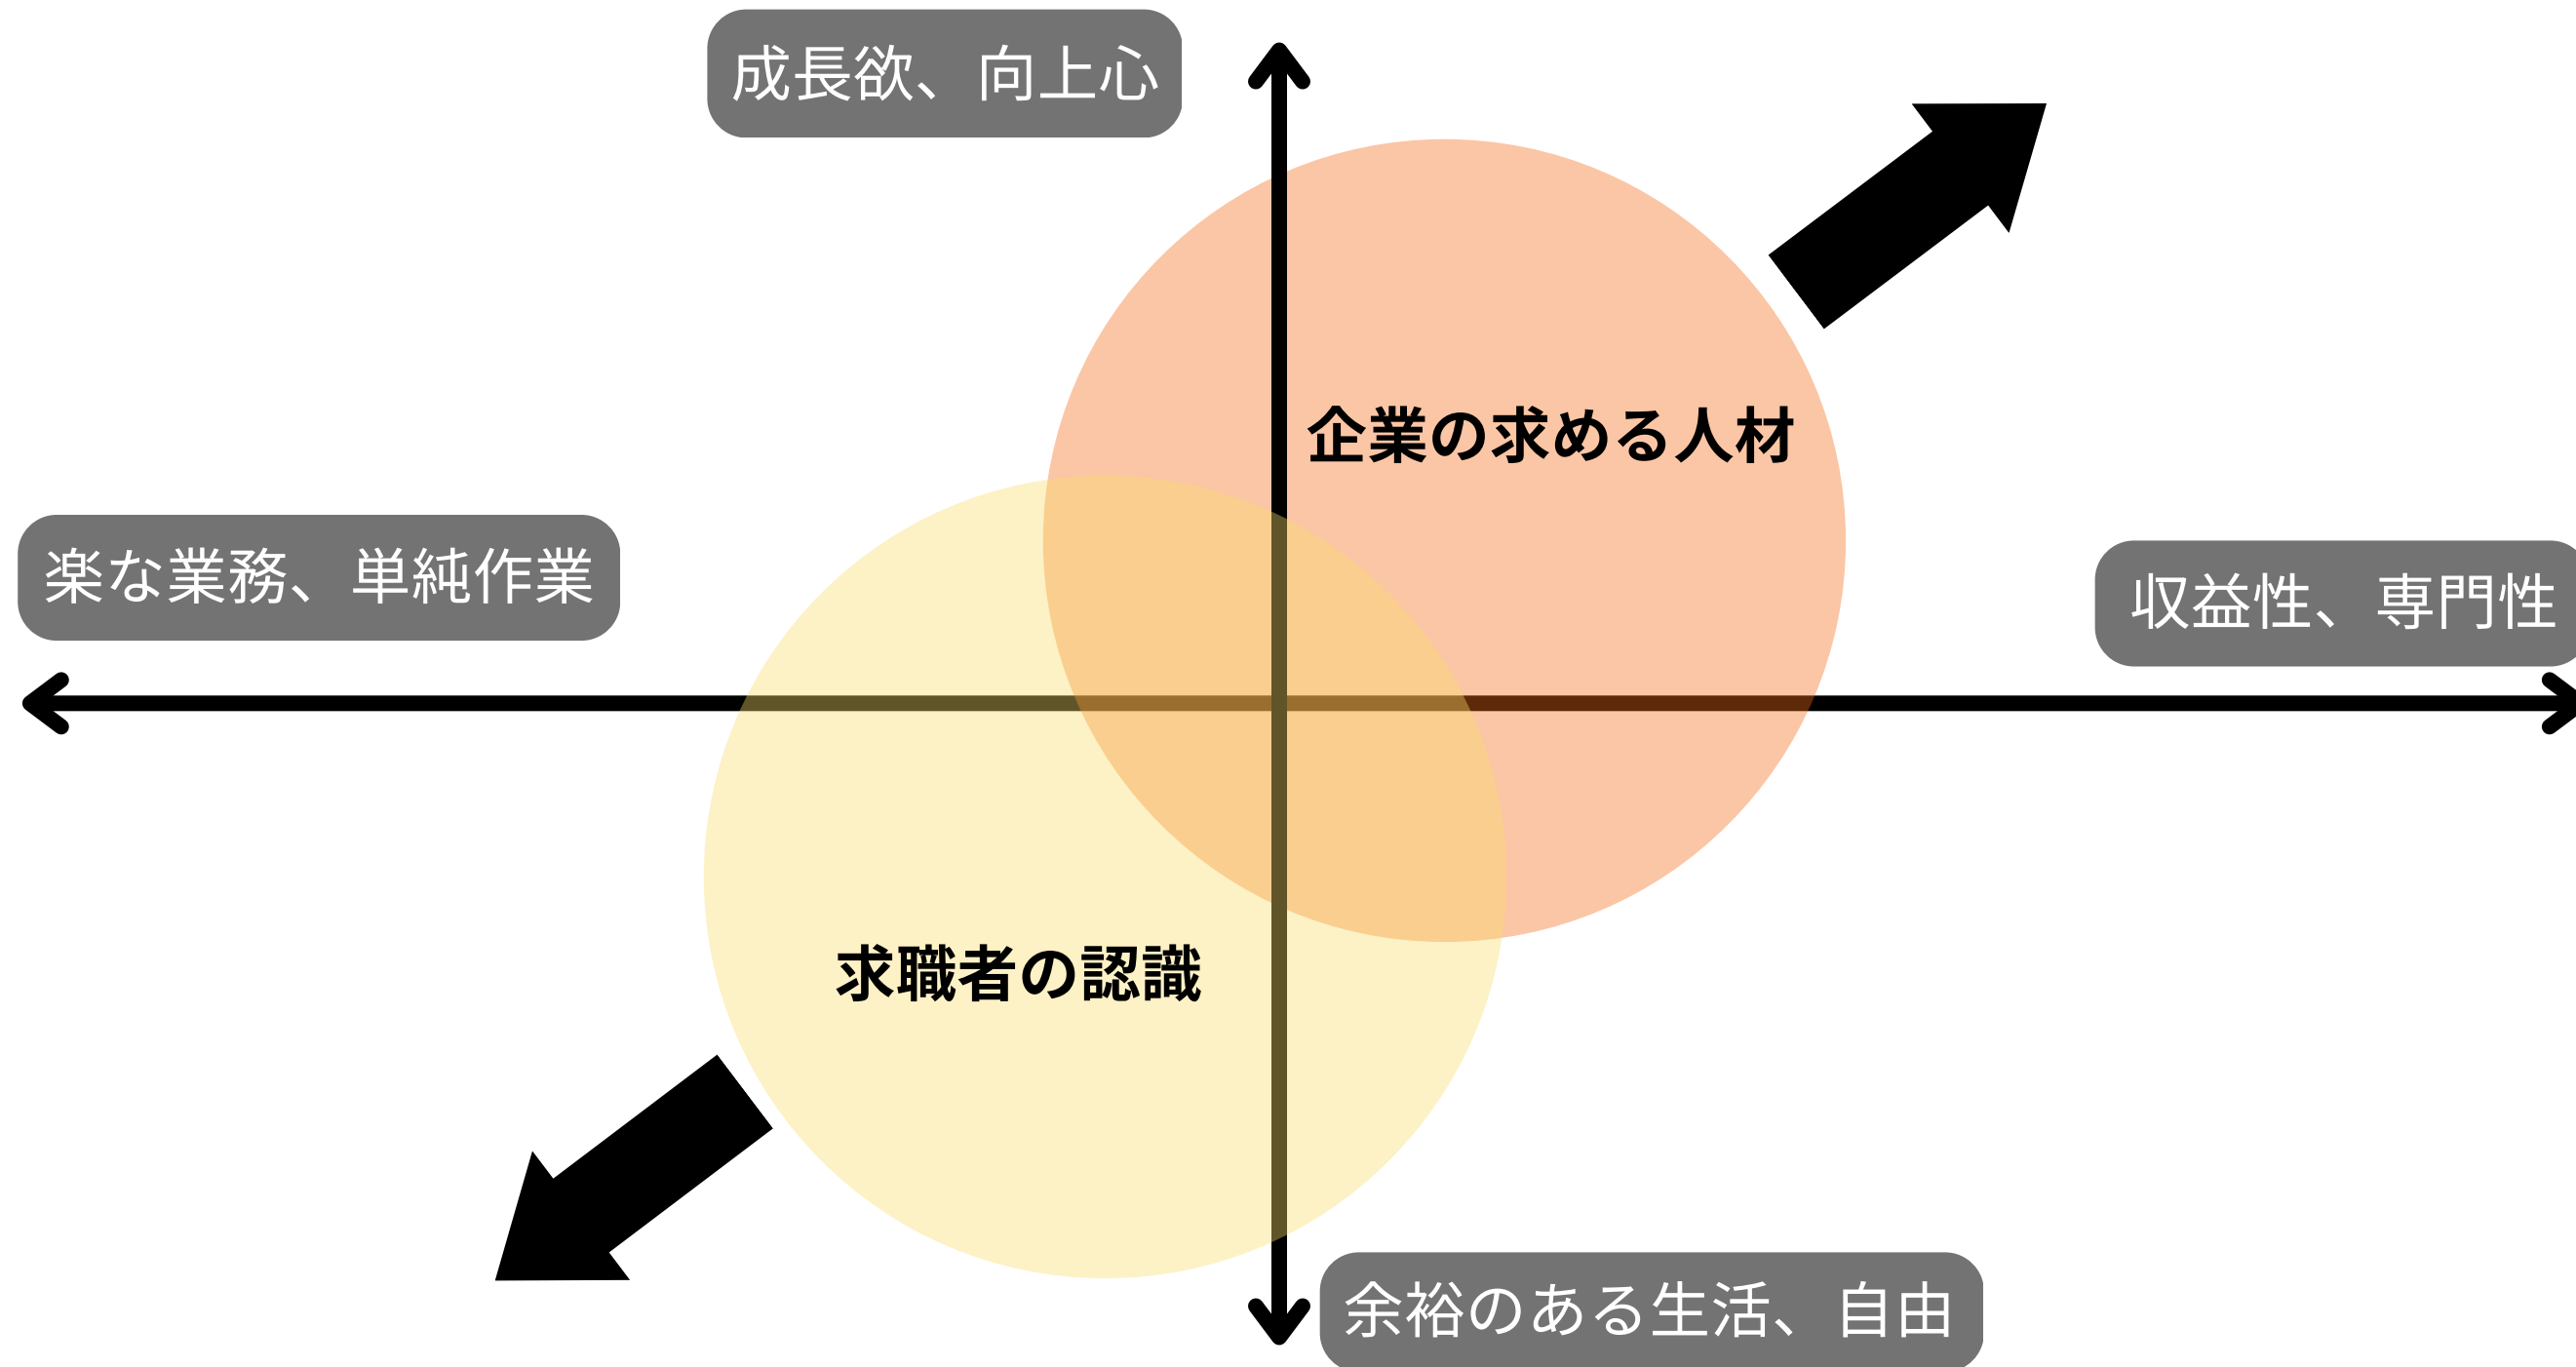 成長欲、向上心
企業の求める人材
楽な業務、単純作業
収益性、専門性
求職者の認識
余裕のある生活、自由